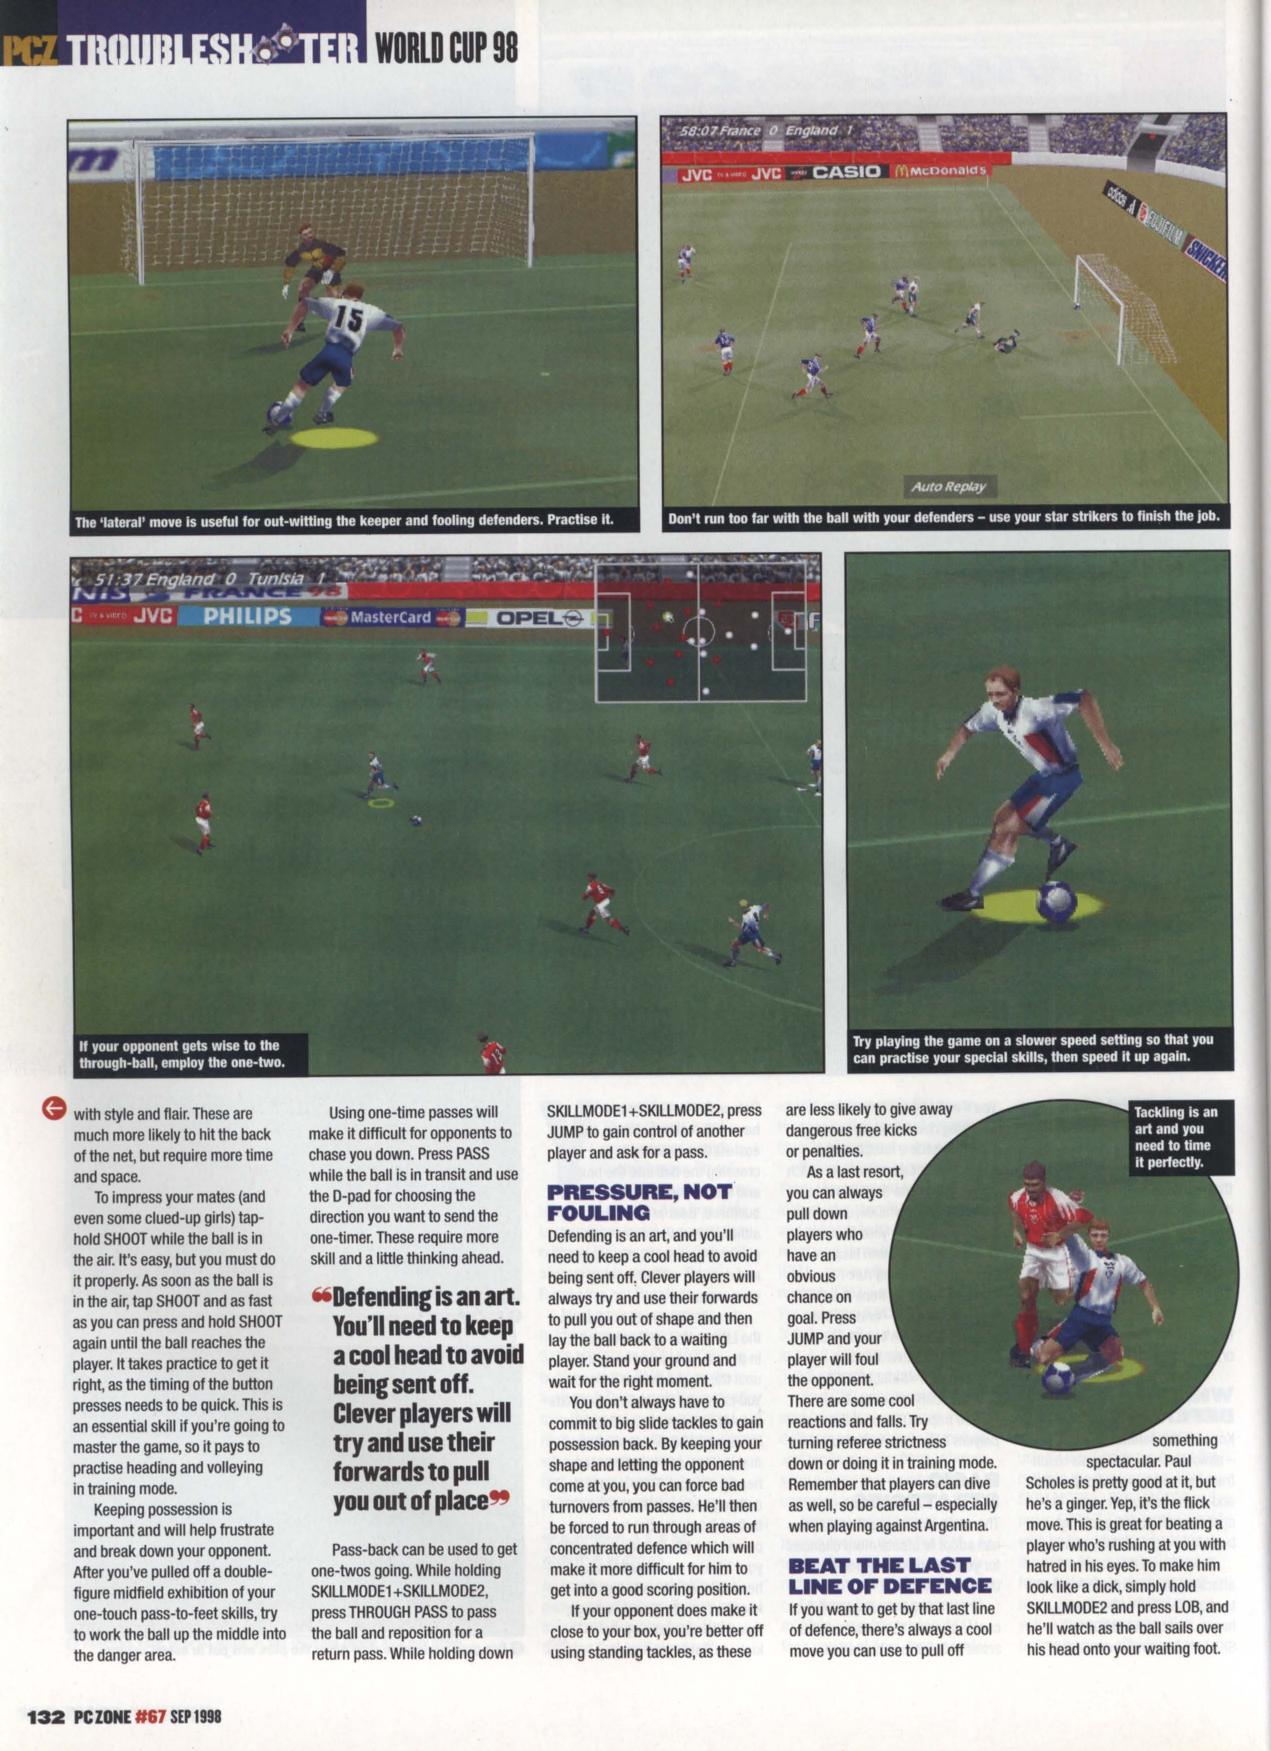 PCZ TROUBLESHOOTER WORLD CUP 98
15
The 'lateral' move is useful for out-witting the keeper and fooling defenders. Practise it.
58:07 France 0 England 1
JVC TV & VIDEO JVC CASIO McDonald's
adidas
FUJIFILM
SNICKERS
Auto Replay
Don't run too far with the ball with your defenders – use your star strikers to finish the job.
51:37 England 0 Tunisia 1
FRANCE 98
TV & VIDEO JVC PHILIPS MasterCard OPEL
If your opponent gets wise to the
through-ball, employ the one-two.
Try playing the game on a slower speed setting so that you
can practise your special skills, then speed it up again.
with style and flair. These are
much more likely to hit the back
of the net, but require more time
and space.
To impress your mates (and
even some clued-up girls) tap-
hold SHOOT while the ball is in
the air. It's easy, but you must do
it properly. As soon as the ball is
in the air, tap SHOOT and as fast
as you can press and hold SHOOT
again until the ball reaches the
player. It takes practice to get it
right, as the timing of the button
presses needs to be quick. This is
an essential skill if you're going to
master the game, so it pays to
practise heading and volleying
in training mode.
Keeping possession is
important and will help frustrate
and break down your opponent.
After you've pulled off a double-
figure midfield exhibition of your
one-touch pass-to-feet skills, try
to work the ball up the middle into
the danger area.
Using one-time passes will
make it difficult for opponents to
chase you down. Press PASS
while the ball is in transit and use
the D-pad for choosing the
direction you want to send the
one-timer. These require more
skill and a little thinking ahead.
“Defending is an art.
You'll need to keep
a cool head to avoid
being sent off.
Clever players will
try and use their
forwards to pull
you out of place”
Pass-back can be used to get
one-twos going. While holding
SKILLMODE1+SKILLMODE2,
press THROUGH PASS to pass
the ball and reposition for a
return pass. While holding down
SKILLMODE1+SKILLMODE2, press
JUMP to gain control of another
player and ask for a pass.
PRESSURE, NOT
FOULING
Defending is an art, and you'll
need to keep a cool head to avoid
being sent off. Clever players will
always try and use their forwards
to pull you out of shape and then
lay the ball back to a waiting
player. Stand your ground and
wait for the right moment.
You don't always have to
commit to big slide tackles to gain
possession back. By keeping your
shape and letting the opponent
come at you, you can force bad
turnovers from passes. He'll then
be forced to run through areas of
concentrated defence which will
make it more difficult for him to
get into a good scoring position.
If your opponent does make it
close to your box, you're better off
using standing tackles, as these
are less likely to give away
dangerous free kicks
or penalties.
As a last resort,
you can always
pull down
players who
have an
obvious
chance on
goal. Press
JUMP and your
player will foul
the opponent.
There are some cool
reactions and falls. Try
turning referee strictness
down or doing it in training mode.
Remember that players can dive
as well, so be careful – especially
when playing against Argentina.
BEAT THE LAST
LINE OF DEFENCE
If you want to get by that last line
of defence, there's always a cool
move you can use to pull off
Tackling is an
art and you
need to time
it perfectly.
something
spectacular. Paul
Scholes is pretty good at it, but
he's a ginger. Yep, it's the flick
move. This is great for beating a
player who's rushing at you with
hatred in his eyes. To make him
look like a dick, simply hold
SKILLMODE2 and press LOB, and
he'll watch as the ball sails over
his head onto your waiting foot.
132 PC ZONE #67 SEP 1998